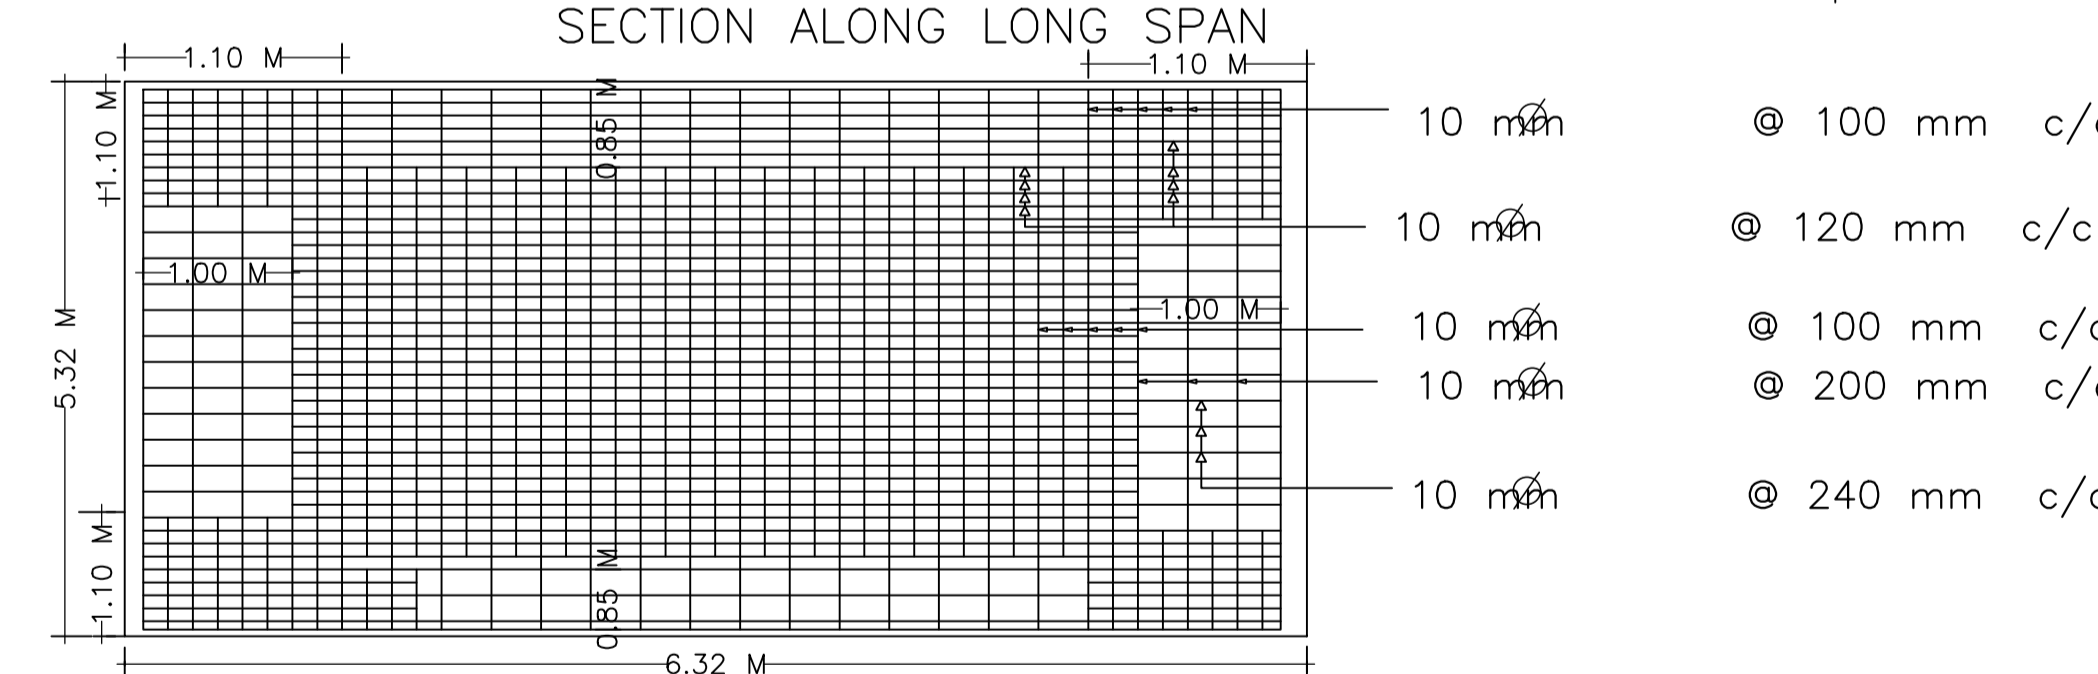 SECTION ALONG LONG SPAN
1.10 M
1.10 M
1.10 M
0.85 M
10 mm Ø @ 100 mm c/c
10 mm Ø @ 120 mm c/c
1.00 M
1.00 M
10 mm Ø @ 100 mm c/c
5.32 M
10 mm Ø @ 200 mm c/c
10 mm Ø @ 240 mm c/c
1.10 M
0.85 M
6.32 M